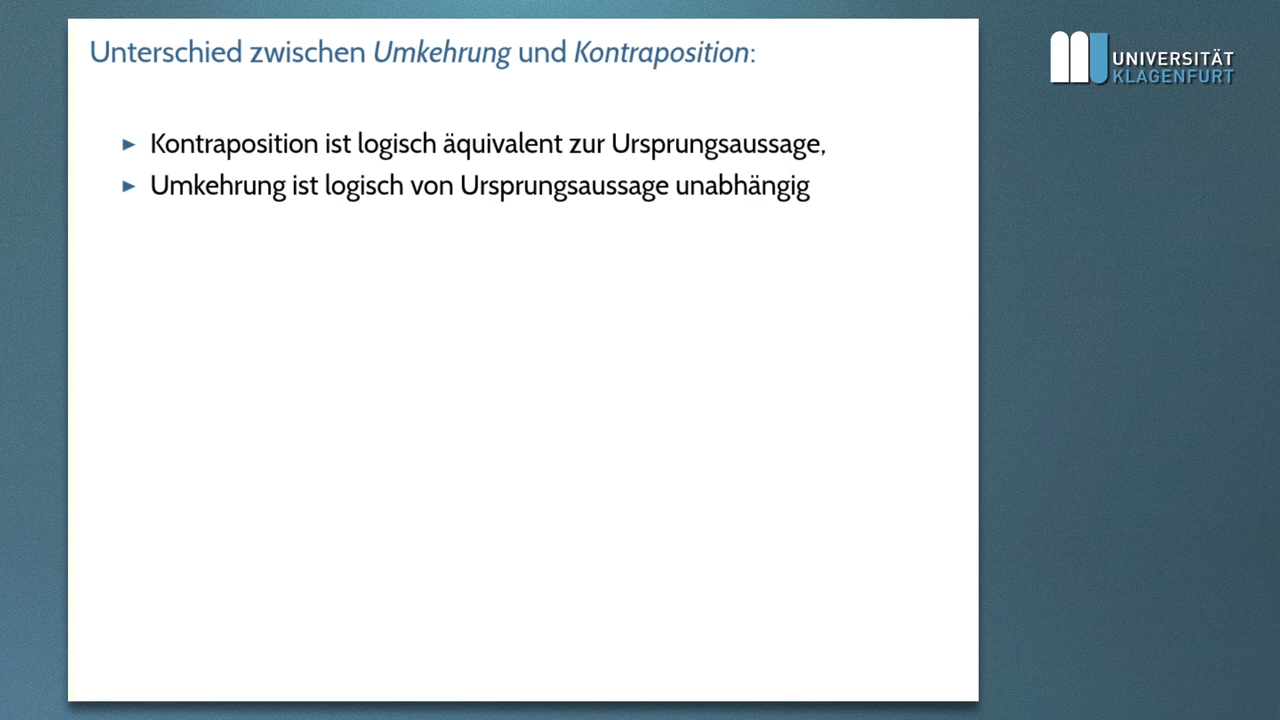 Unterschied zwischen Umkehrung und Kontraposition:
► Kontraposition ist logisch äquivalent zur Ursprungsaussage,
► Umkehrung ist logisch von Ursprungsaussage unabhängig
UNIVERSITÄT
KLAGENFURT